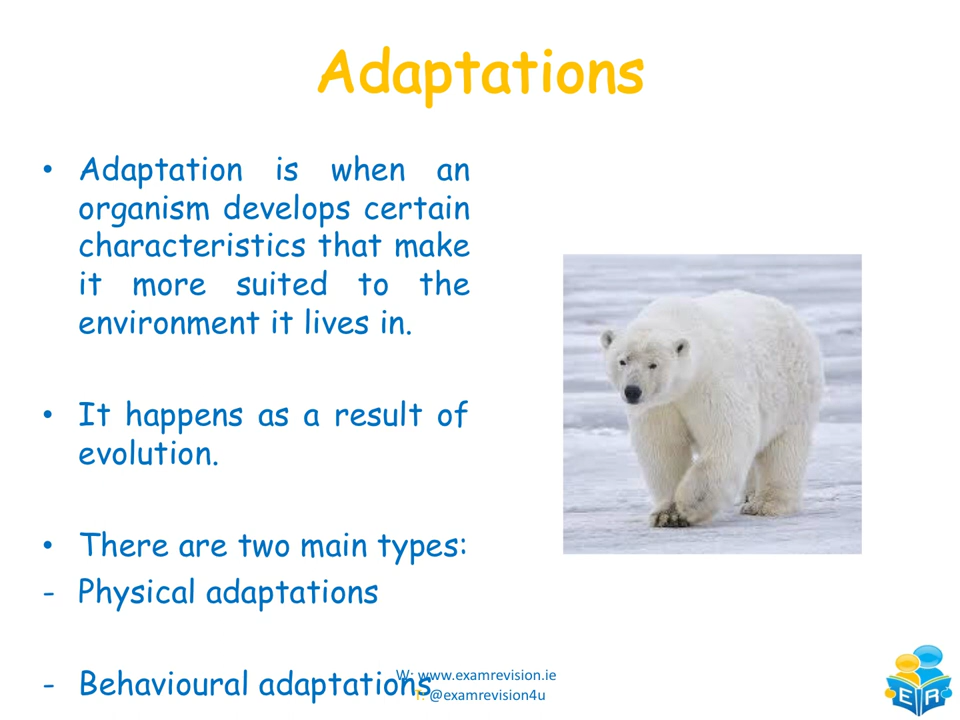 Adaptations
• Adaptation is when an
organism develops certain
characteristics that make
it more suited to the
environment it lives in.
• It happens as a result of
evolution.
• There are two main types:
- Physical adaptations
- Behavioural adaptations
W: www.examrevision.ie
T: @examrevision4u
E R